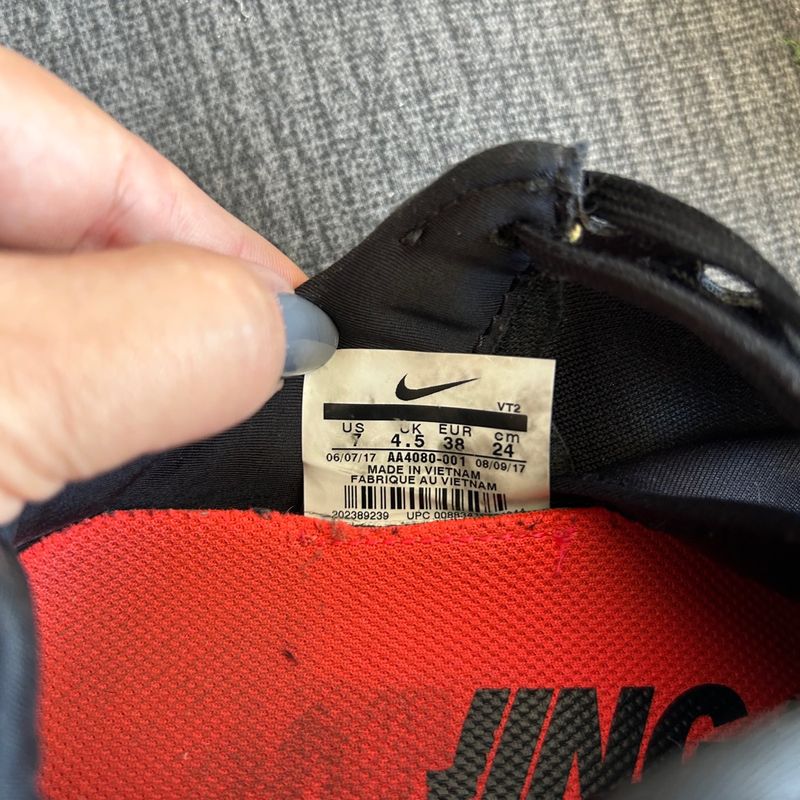 VT2
US UK EUR cm
7 4.5 38 24
06/07/17 AA4080-001 08/09/17
MADE IN VIETNAM
FABRIQUE AU VIETNAM
202389239 UPC